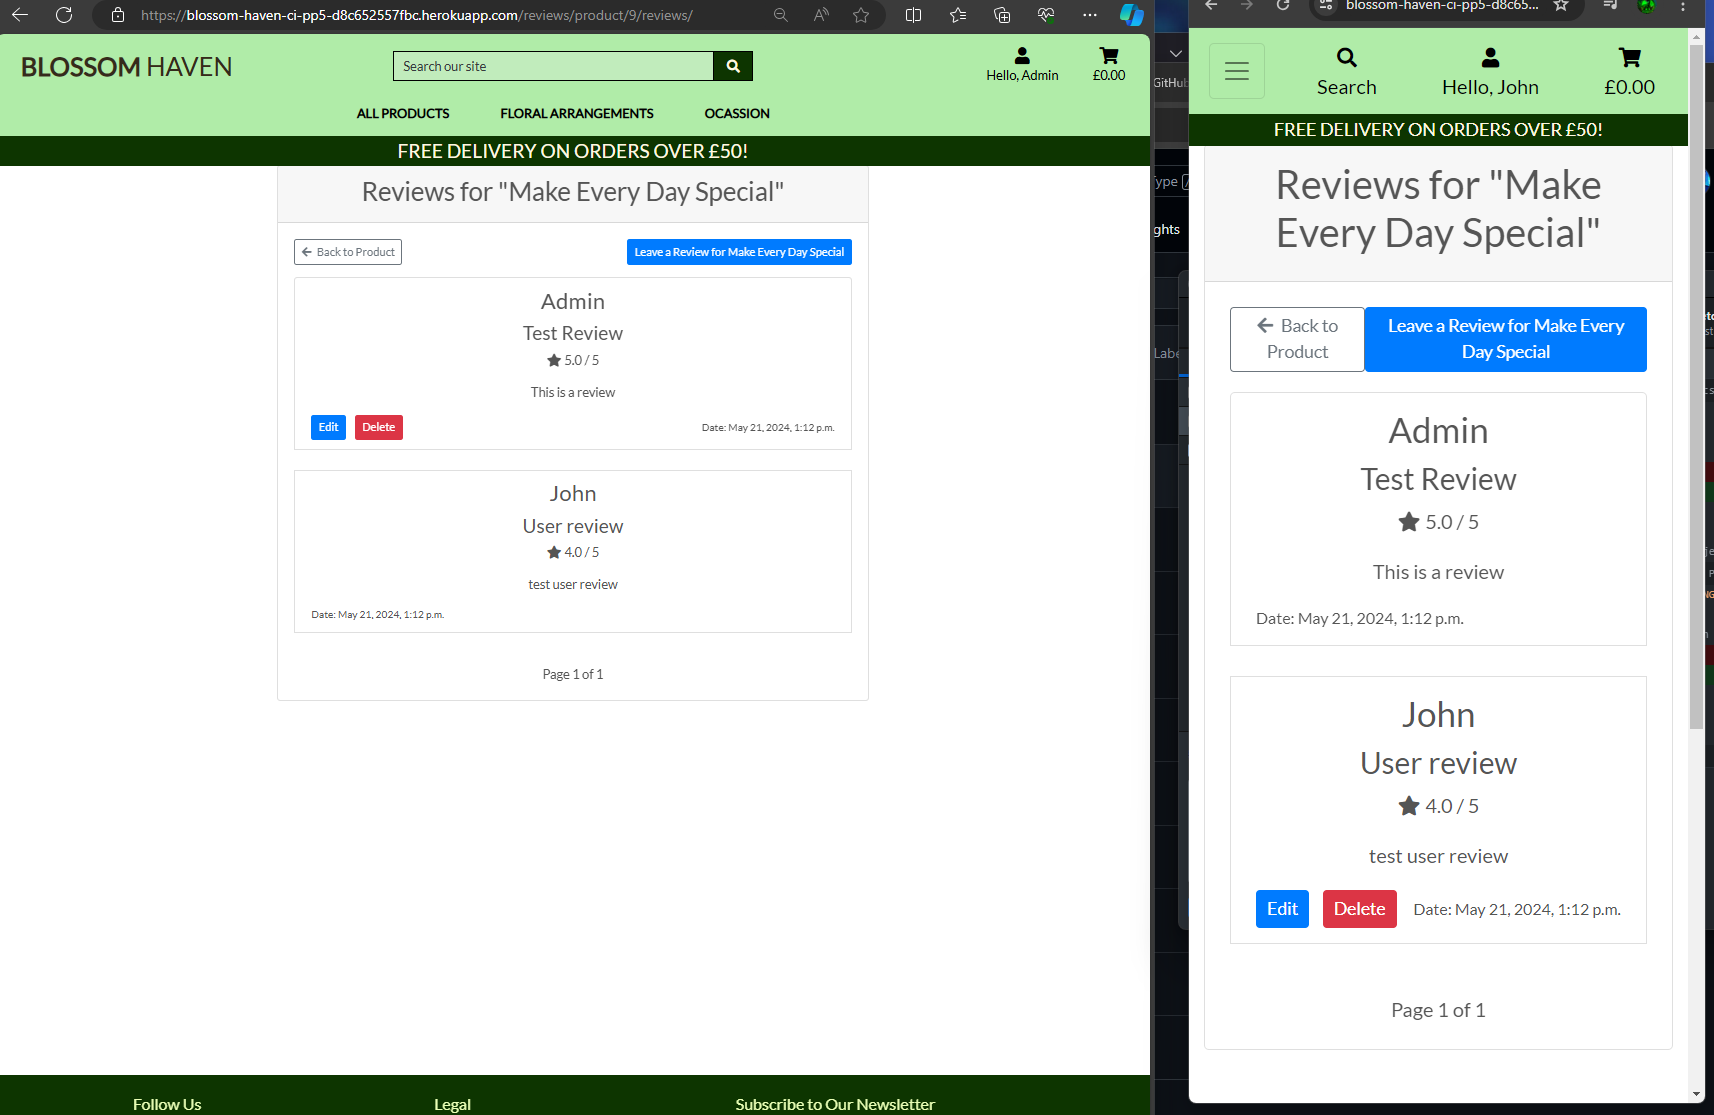 https://blossom-haven-ci-pp5-d8c652557fbc.herokuapp.com/reviews/product/9/reviews/
BLOSSOM HAVEN
Search our site
Hello, Admin
£0.00
ALL PRODUCTS
FLORAL ARRANGEMENTS
OCASSION
FREE DELIVERY ON ORDERS OVER £50!
Reviews for "Make Every Day Special"
Back to Product
Leave a Review for Make Every Day Special
Admin
Test Review
5.0 / 5
This is a review
Edit
Delete
Date: May 21, 2024, 1:12 p.m.
John
User review
4.0 / 5
test user review
Date: May 21, 2024, 1:12 p.m.
Page 1 of 1
Follow Us
Legal
Subscribe to Our Newsletter
blossom-haven-ci-pp5-d8c65...
Search
Hello, John
£0.00
FREE DELIVERY ON ORDERS OVER £50!
Reviews for "Make
Every Day Special"
Back to
Product
Leave a Review for Make Every
Day Special
Admin
Test Review
5.0 / 5
This is a review
Date: May 21, 2024, 1:12 p.m.
John
User review
4.0 / 5
test user review
Edit
Delete
Date: May 21, 2024, 1:12 p.m.
Page 1 of 1